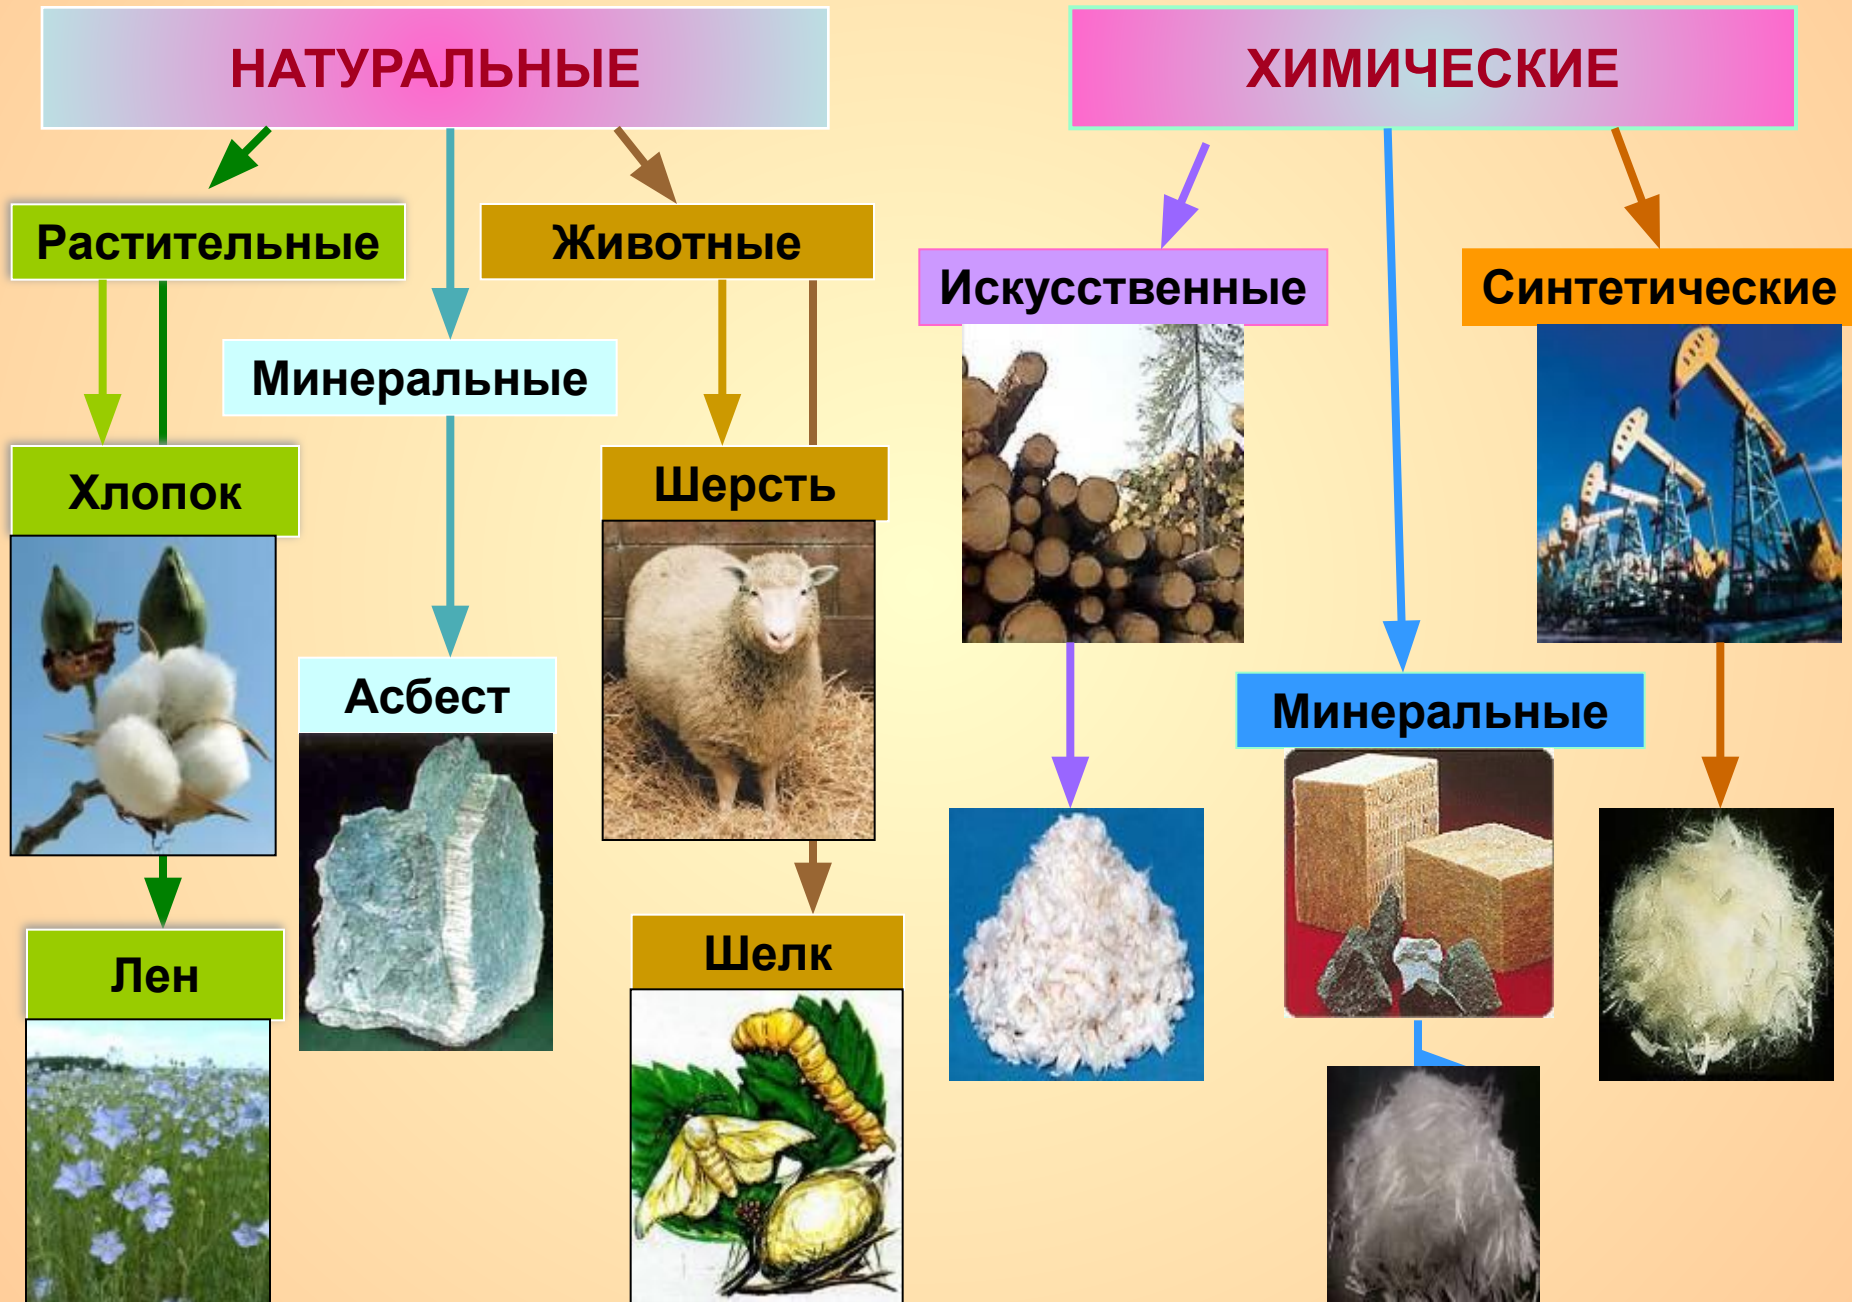 НАТУРАЛЬНЫЕ
ХИМИЧЕСКИЕ
Растительные
Животные
Искусственные
Синтетические
Минеральные
Хлопок
Шерсть
Асбест
Минеральные
Лен
Шелк